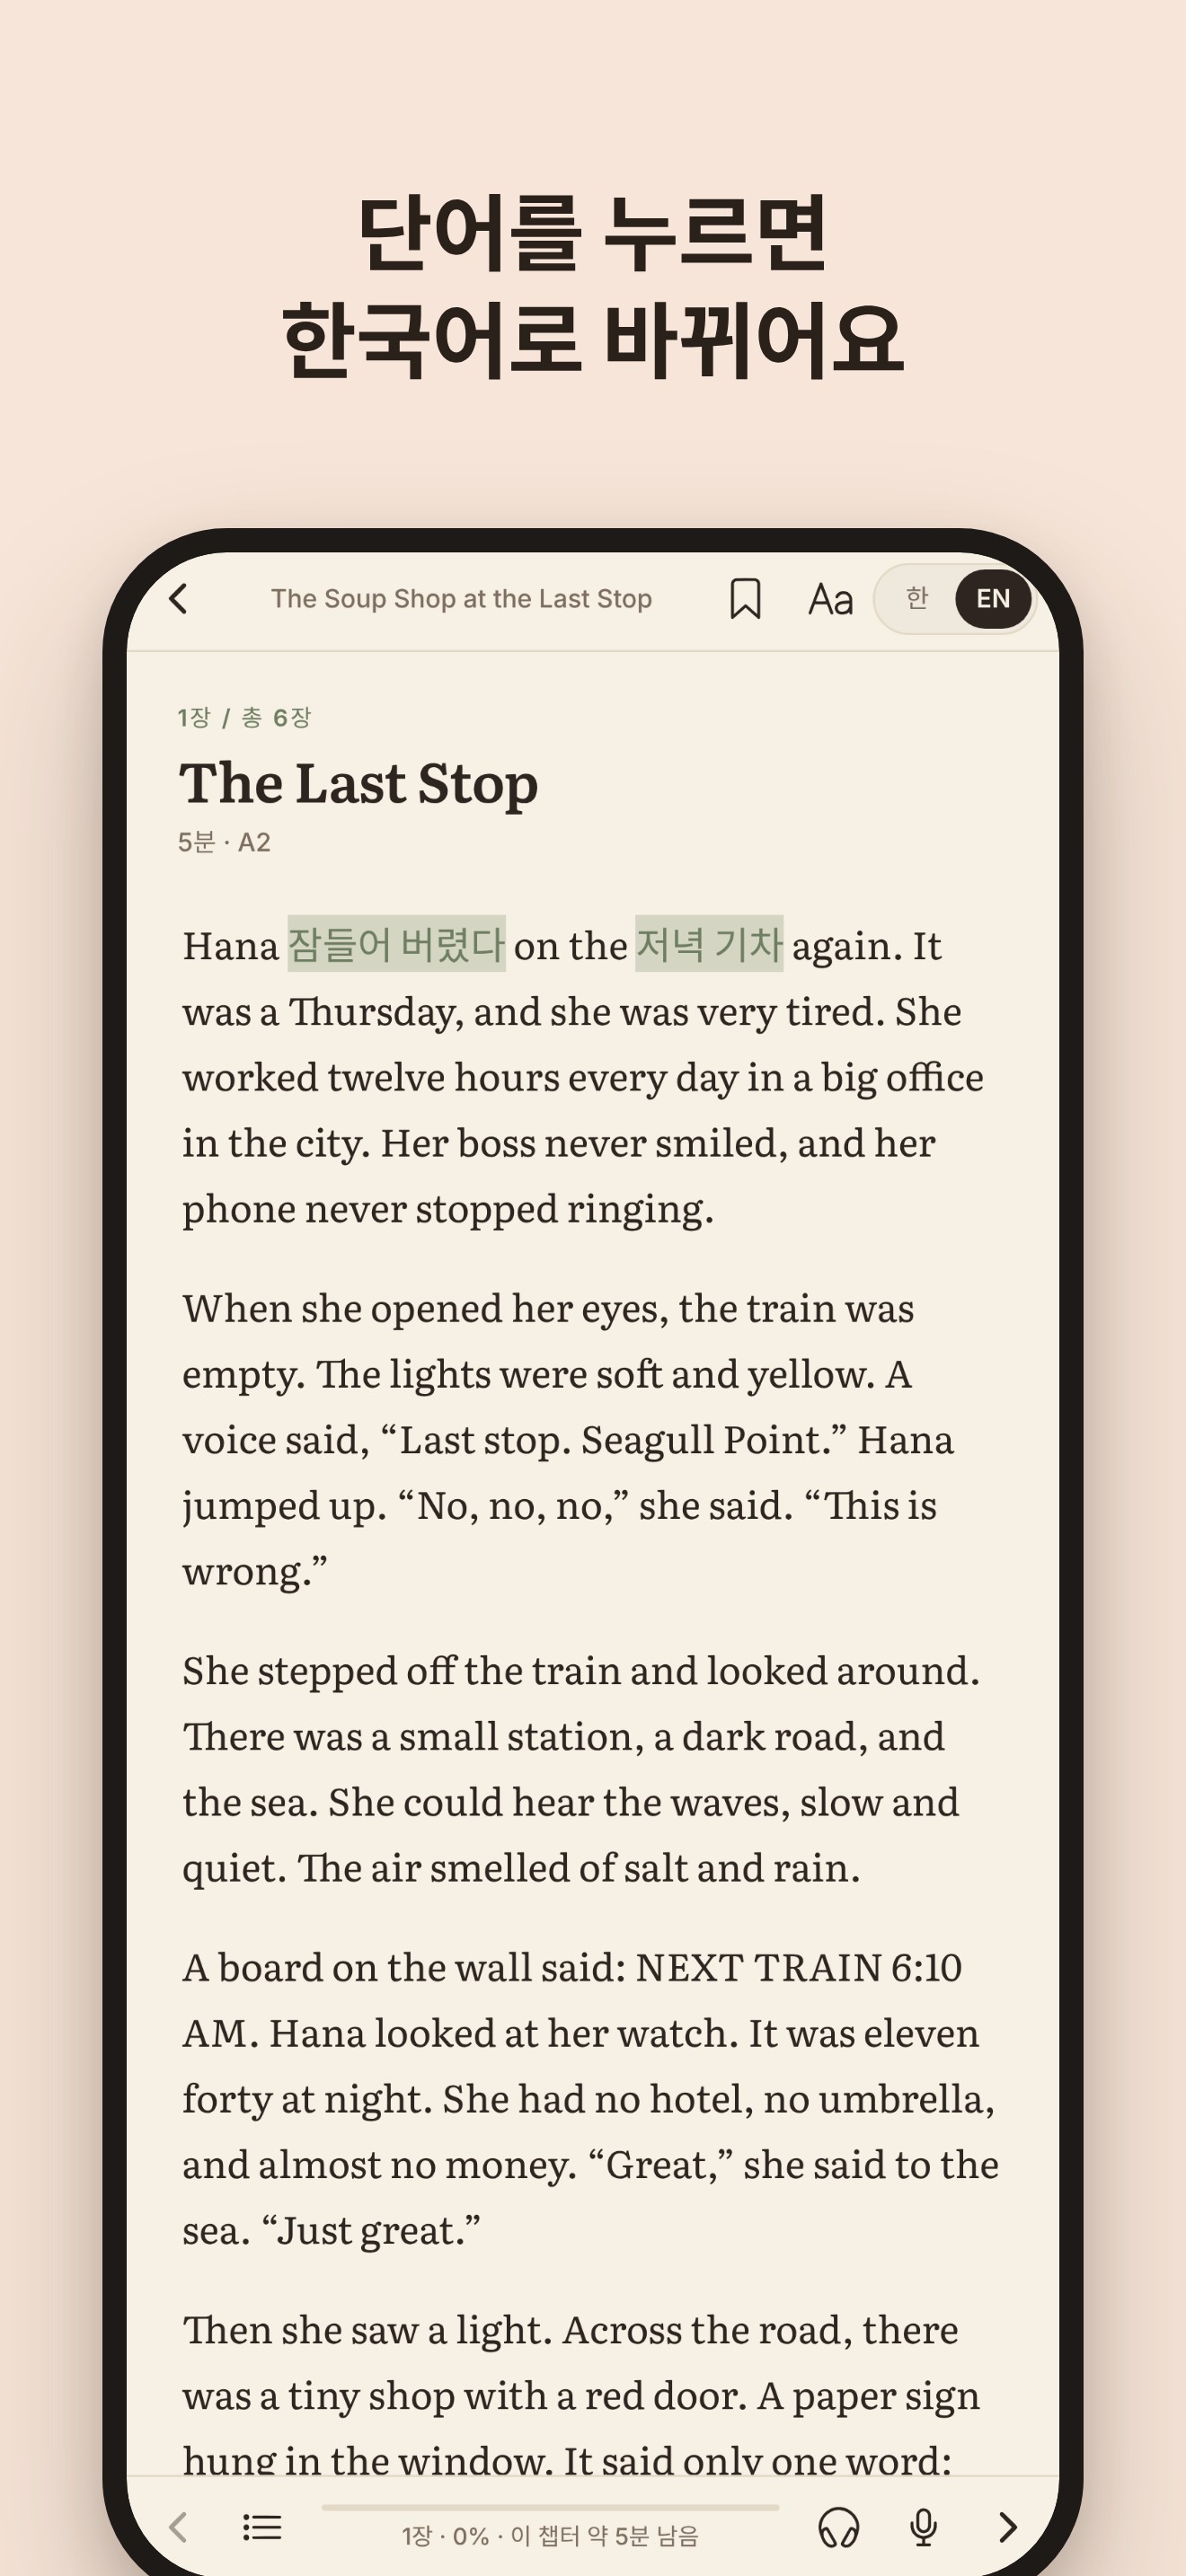 단어를 누르면
한국어로 바뀌어요
The Soup Shop at the Last Stop
Aa
한
EN
1장 / 총 6장
The Last Stop
5분 · A2
Hana 잠들어 버렸다 on the 저녁 기차 again. It
was a Thursday, and she was very tired. She
worked twelve hours every day in a big office
in the city. Her boss never smiled, and her
phone never stopped ringing.
When she opened her eyes, the train was
empty. The lights were soft and yellow. A
voice said, “Last stop. Seagull Point.” Hana
jumped up. “No, no, no,” she said. “This is
wrong.”
She stepped off the train and looked around.
There was a small station, a dark road, and
the sea. She could hear the waves, slow and
quiet. The air smelled of salt and rain.
A board on the wall said: NEXT TRAIN 6:10
AM. Hana looked at her watch. It was eleven
forty at night. She had no hotel, no umbrella,
and almost no money. “Great,” she said to the
sea. “Just great.”
Then she saw a light. Across the road, there
was a tiny shop with a red door. A paper sign
hung in the window. It said only one word:
1장 · 0% · 이 챕터 약 5분 남음